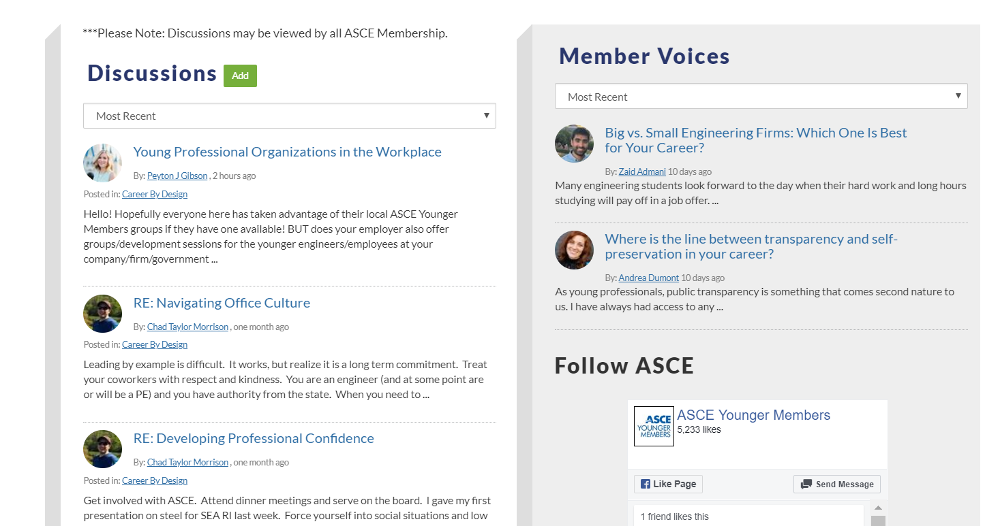 ***Please Note: Discussions may be viewed by all ASCE Membership.
Discussions
Add
Most Recent
▼
Young Professional Organizations in the Workplace
By: Peyton J Gibson , 2 hours ago
Posted in: Career By Design
Hello! Hopefully everyone here has taken advantage of their local ASCE Younger
Members groups if they have one available! BUT does your employer also offer
groups/development sessions for the younger engineers/employees at your
company/firm/government ...
RE: Navigating Office Culture
By: Chad Taylor Morrison , one month ago
Posted in: Career By Design
Leading by example is difficult.  It works, but realize it is a long term commitment.  Treat
your coworkers with respect and kindness.  You are an engineer (and at some point are
or will be a PE) and you have authority from the state.  When you need to ...
RE: Developing Professional Confidence
By: Chad Taylor Morrison , one month ago
Posted in: Career By Design
Get involved with ASCE.  Attend dinner meetings and serve on the board.  I gave my first
presentation on steel for SEA RI last week.  Force yourself into social situations and low
Member Voices
Most Recent
▼
Big vs. Small Engineering Firms: Which One Is Best
for Your Career?
By: Zaid Admani 10 days ago
Many engineering students look forward to the day when their hard work and long hours
studying will pay off in a job offer. ...
Where is the line between transparency and self-
preservation in your career?
By: Andrea Dumont 10 days ago
As young professionals, public transparency is something that comes second nature to
us. I have always had access to any ...
Follow ASCE
ASCE
YOUNGER
MEMBERS
ASCE Younger Members
5,233 likes
Like Page
Send Message
1 friend likes this